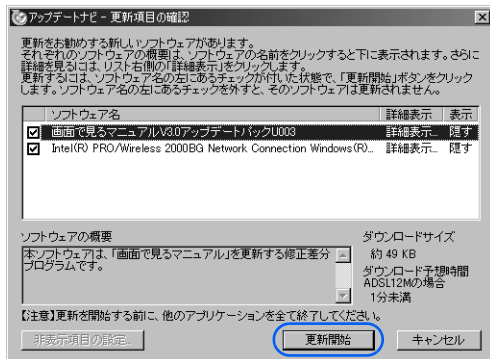 アップデートナビ - 更新項目の確認
更新をお勧めする新しいソフトウェアがあります。
それぞれのソフトウェアの概要は、ソフトウェアの名前をクリックすると下に表示されます。さらに
詳細を見るには、リスト右側の「詳細表示」をクリックします。
更新するには、ソフトウェア名の左にあるチェックが付いた状態で、「更新開始」ボタンをクリック
します。ソフトウェア名の左にあるチェックを外すと、そのソフトウェアは更新されません。
ソフトウェア名 詳細表示 表示
画面で見るマニュアルV3.0アップデートパックU003 詳細表示... 隠す
Intel(R) PRO/Wireless 2000BG Network Connection Windows(R)... 詳細表示... 隠す
ソフトウェアの概要
本ソフトウェアは、「画面で見るマニュアル」を更新する修正差分
プログラムです。
ダウンロードサイズ
約 49 KB
ダウンロード予想時間
ADSL12Mの場合
1分未満
【注意】更新を開始する前に、他のアプリケーションを全て終了してください。
非表示項目の設定...
更新開始
キャンセル